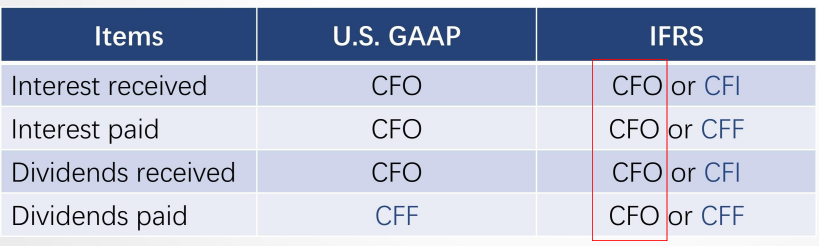 Items U.S. GAAP IFRS
Interest received CFO CFO or CFI
Interest paid CFO CFO or CFF
Dividends received CFO CFO or CFI
Dividends paid CFF CFO or CFF